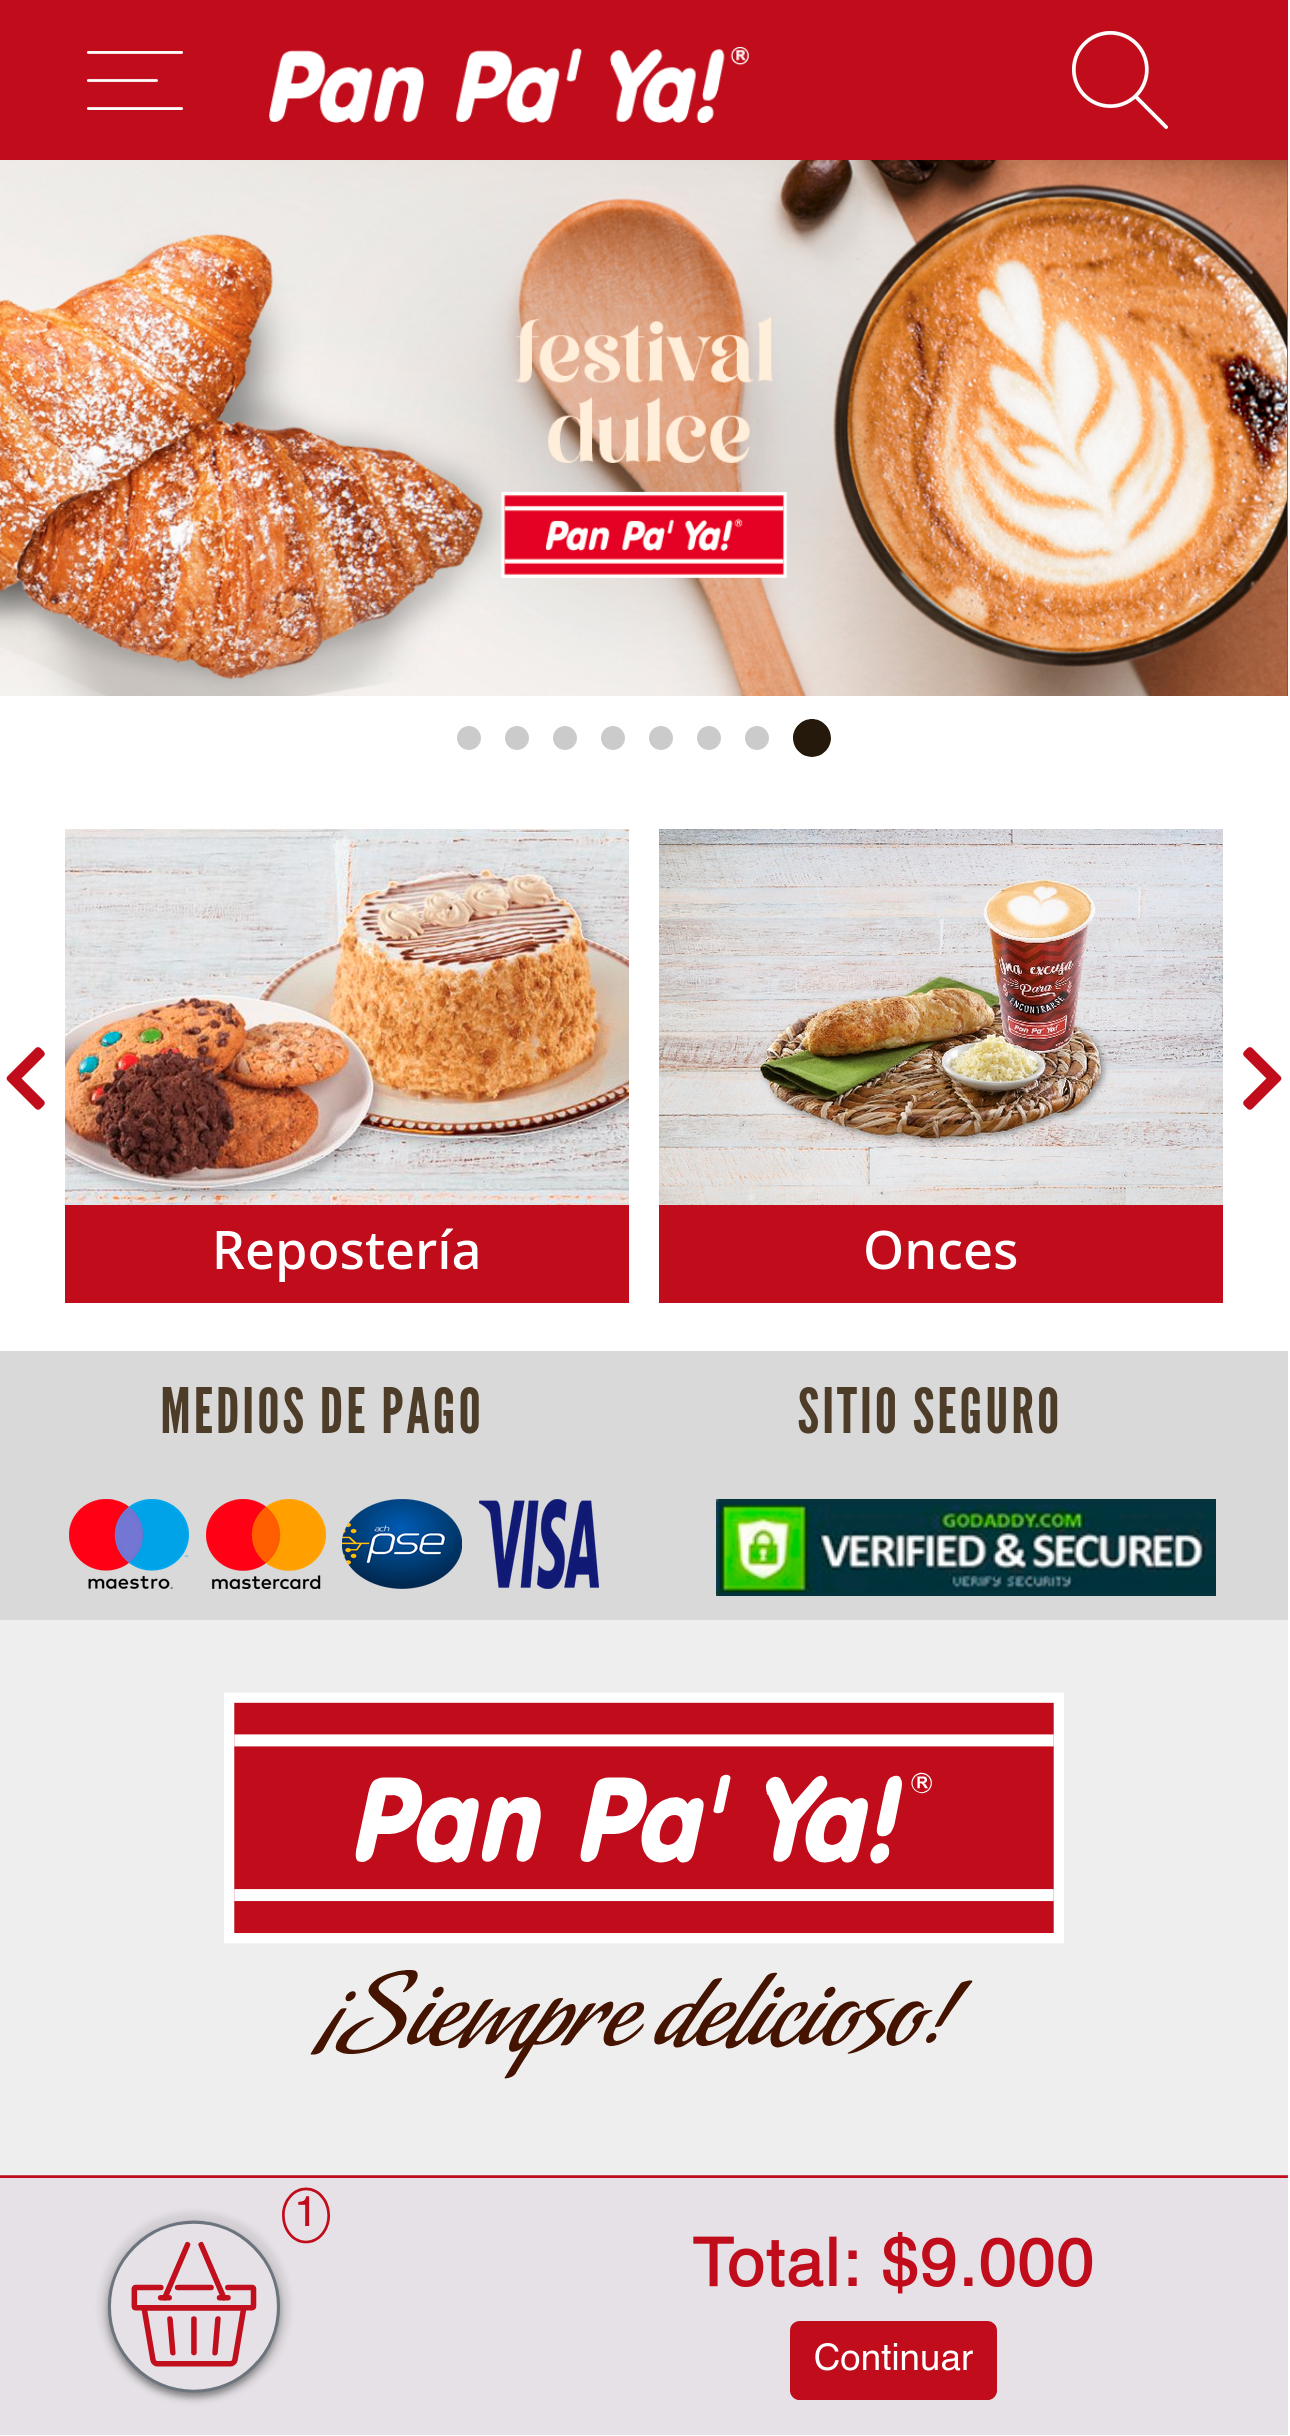 Pan Pa' Ya!®
festival
dulce
Pan Pa' Ya!®
Una excusa
Para
ENCONTRARSE
Pan Pa' Ya!
Repostería
Onces
MEDIOS DE PAGO
SITIO SEGURO
maestro
mastercard
ach
pse
VISA
GODADDY.COM
VERIFIED & SECURED
VERIFY SECURITY
Pan Pa' Ya!®
¡Siempre delicioso!
1
Total: $9.000
Continuar